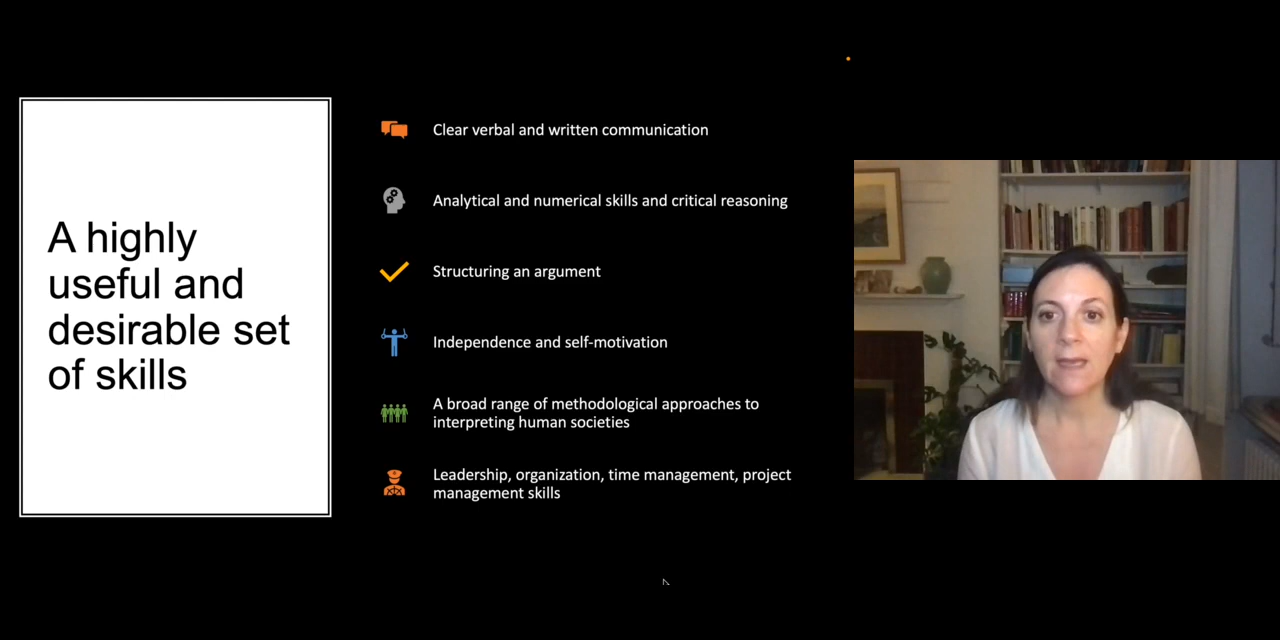 A highly
useful and
desirable set
of skills
Clear verbal and written communication
Analytical and numerical skills and critical reasoning
Structuring an argument
Independence and self-motivation
A broad range of methodological approaches to
interpreting human societies
Leadership, organization, time management, project
management skills